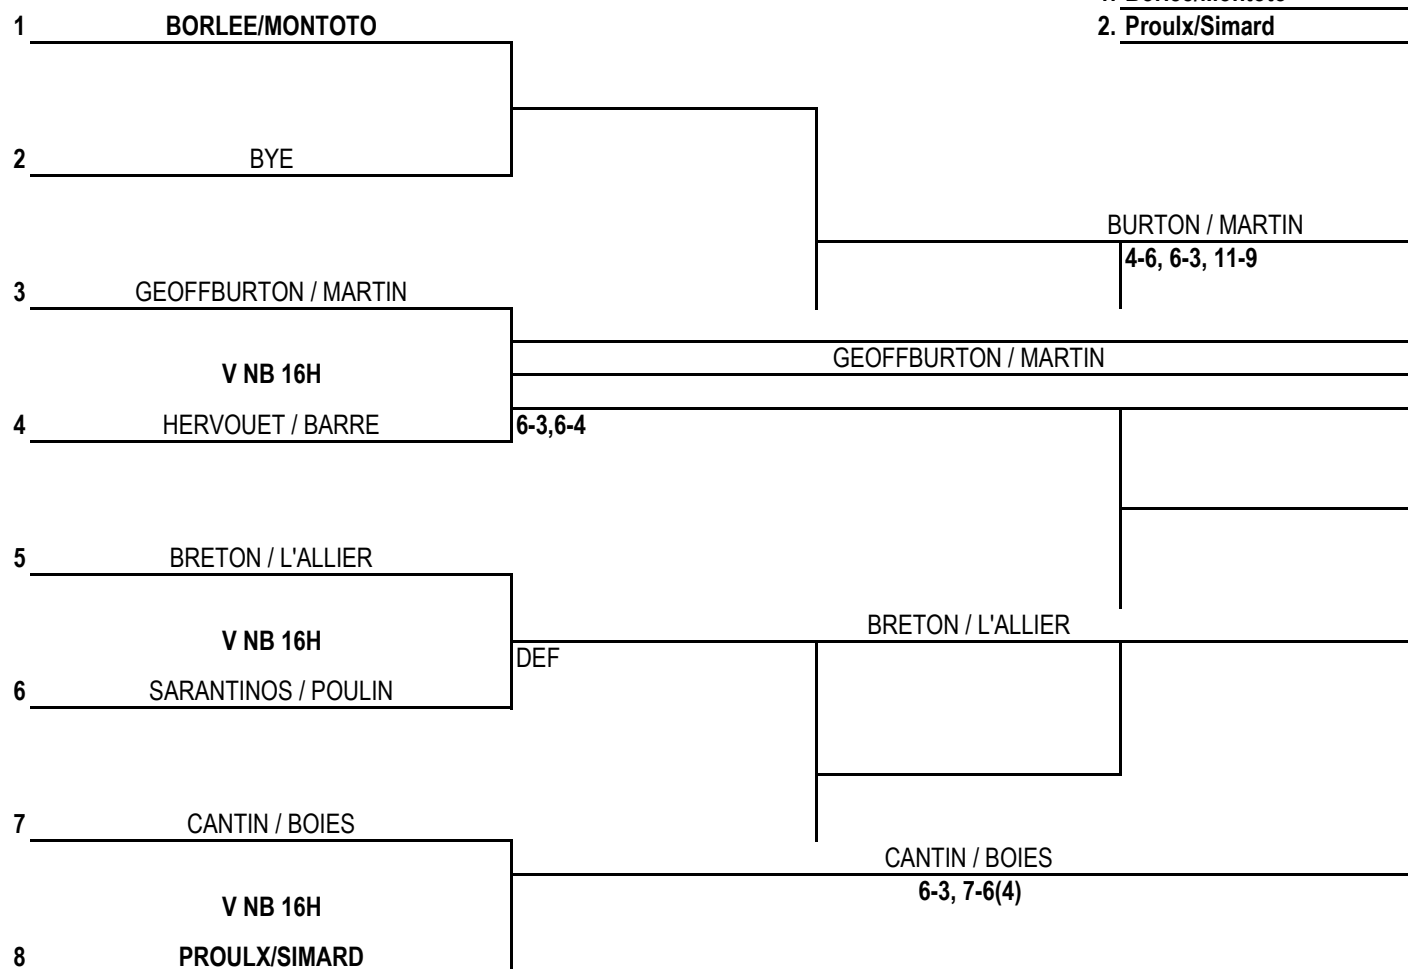 1 BORLEE/MONTOTO
2. Proulx/Simard
2 BYE
BURTON / MARTIN
4-6, 6-3, 11-9
3 GEOFFBURTON / MARTIN
V NB 16H
GEOFFBURTON / MARTIN
4 HERVOUET / BARRE
6-3,6-4
5 BRETON / L'ALLIER
V NB 16H
BRETON / L'ALLIER
DEF
6 SARANTINOS / POULIN
7 CANTIN / BOIES
CANTIN / BOIES
6-3, 7-6(4)
V NB 16H
8 PROULX/SIMARD